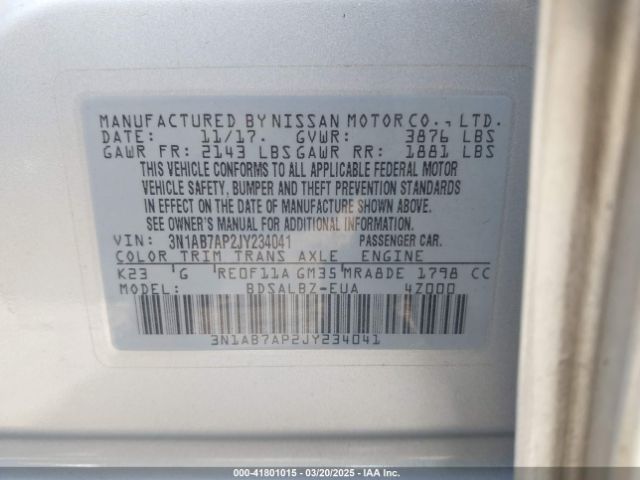 MANUFACTURED BY NISSAN MOTOR CO., LTD.
DATE: 11/17. GVWR: 3876 LBS
GAWR FR: 2143 LBS GAWR RR: 1881 LBS
THIS VEHICLE CONFORMS TO ALL APPLICABLE FEDERAL MOTOR
VEHICLE SAFETY, BUMPER AND THEFT PREVENTION STANDARDS
IN EFFECT ON THE DATE OF MANUFACTURE SHOWN ABOVE.
SEE OWNER'S MANUAL FOR ADDITIONAL INFORMATION.
VIN: 3N1AB7AP2JY234041 PASSENGER CAR.
COLOR TRIM TRANS AXLE ENGINE
K23 G RE0F11A GM35 MRA8DE 1798 CC
MODEL: BDSALBZ-EUA 4Z000
3N1AB7AP2JY234041
000-41801015 | 03/20/2025 | IAA Inc.